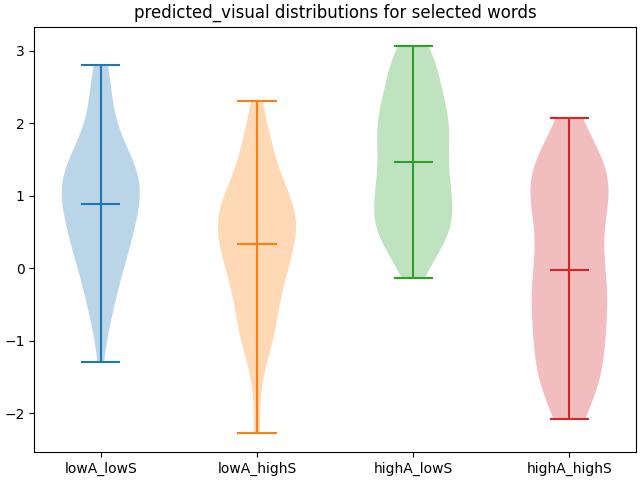 predicted_visual distributions for selected words
3
2
1
0
−1
−2
lowA_lowS
lowA_highS
highA_lowS
highA_highS